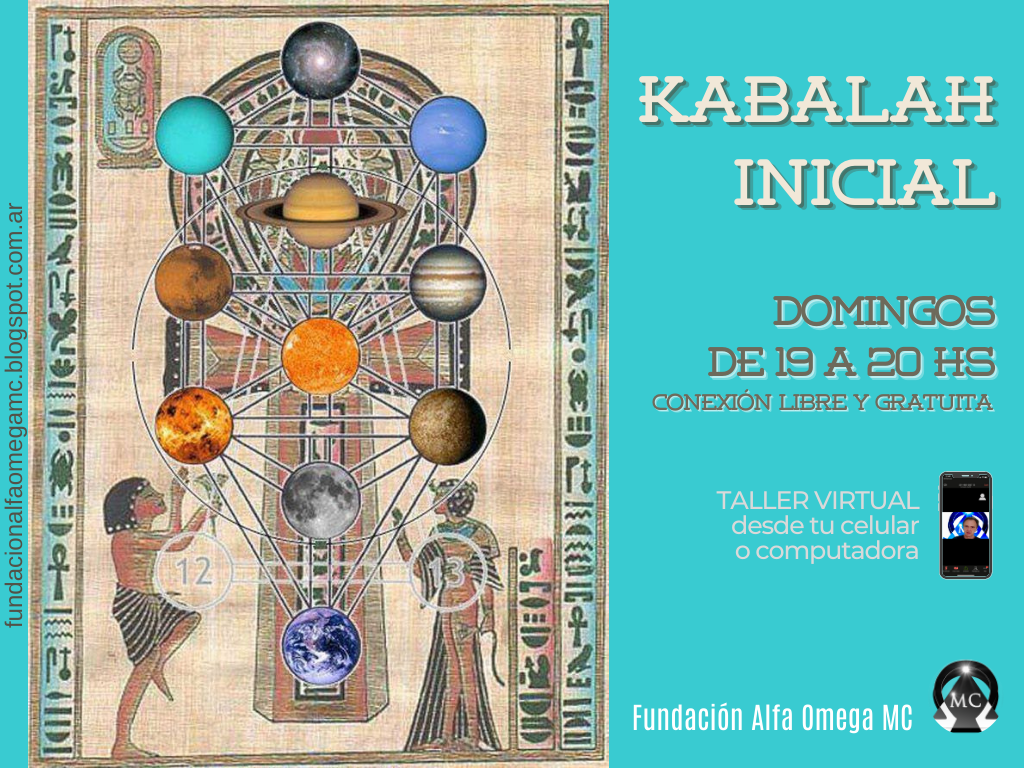 fundacionalfaomegamc.blogspot.com.ar
12
13
KABALAH
INICIAL
DOMINGOS
DE 19 A 20 HS
CONEXIÓN LIBRE Y GRATUITA
TALLER VIRTUAL
desde tu celular
o computadora
Fundación Alfa Omega MC
MC